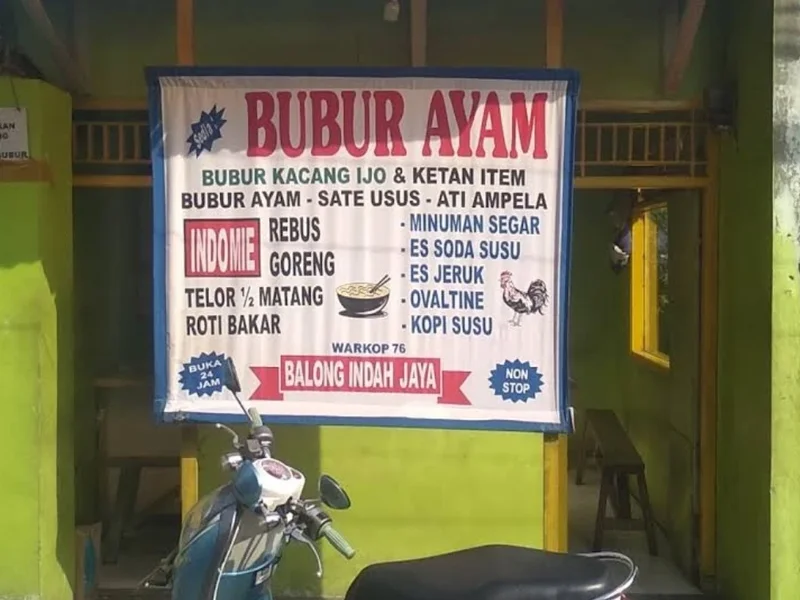 Sedia :
BUBUR AYAM
BUBUR KACANG IJO & KETAN ITEM
BUBUR AYAM - SATE USUS - ATI AMPELA
INDOMIE
REBUS
GORENG
TELOR ½ MATANG
ROTI BAKAR
- MINUMAN SEGAR
- ES SODA SUSU
- ES JERUK
- OVALTINE
- KOPI SUSU
WARKOP 76
BALONG INDAH JAYA
BUKA
24
JAM
NON
STOP
BUBUR